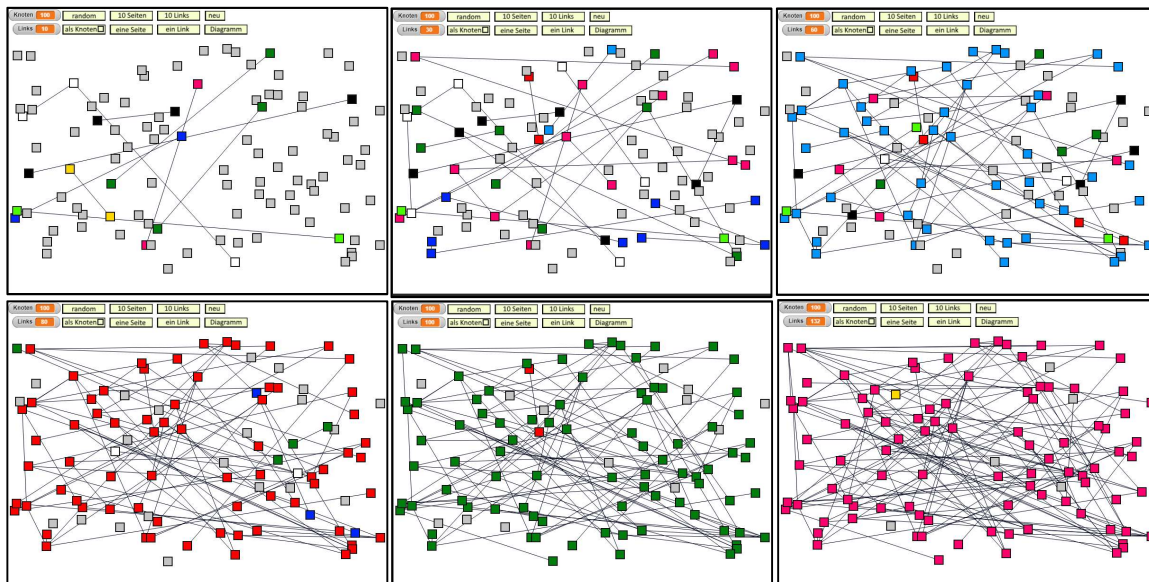 Knoten 100 random 10 Seiten 10 Links neu
Links als Knoten eine Seite ein Link Diagramm
Knoten 100 random 10 Seiten 10 Links neu
Links 30 als Knoten eine Seite ein Link Diagramm
Knoten 100 random 10 Seiten 10 Links neu
Links als Knoten eine Seite ein Link Diagramm
Knoten 100 random 10 Seiten 10 Links neu
Links 80 als Knoten eine Seite ein Link Diagramm
Knoten 100 random 10 Seiten 10 Links neu
Links 100 als Knoten eine Seite ein Link Diagramm
Knoten 100 random 10 Seiten 10 Links neu
Links als Knoten eine Seite ein Link Diagramm